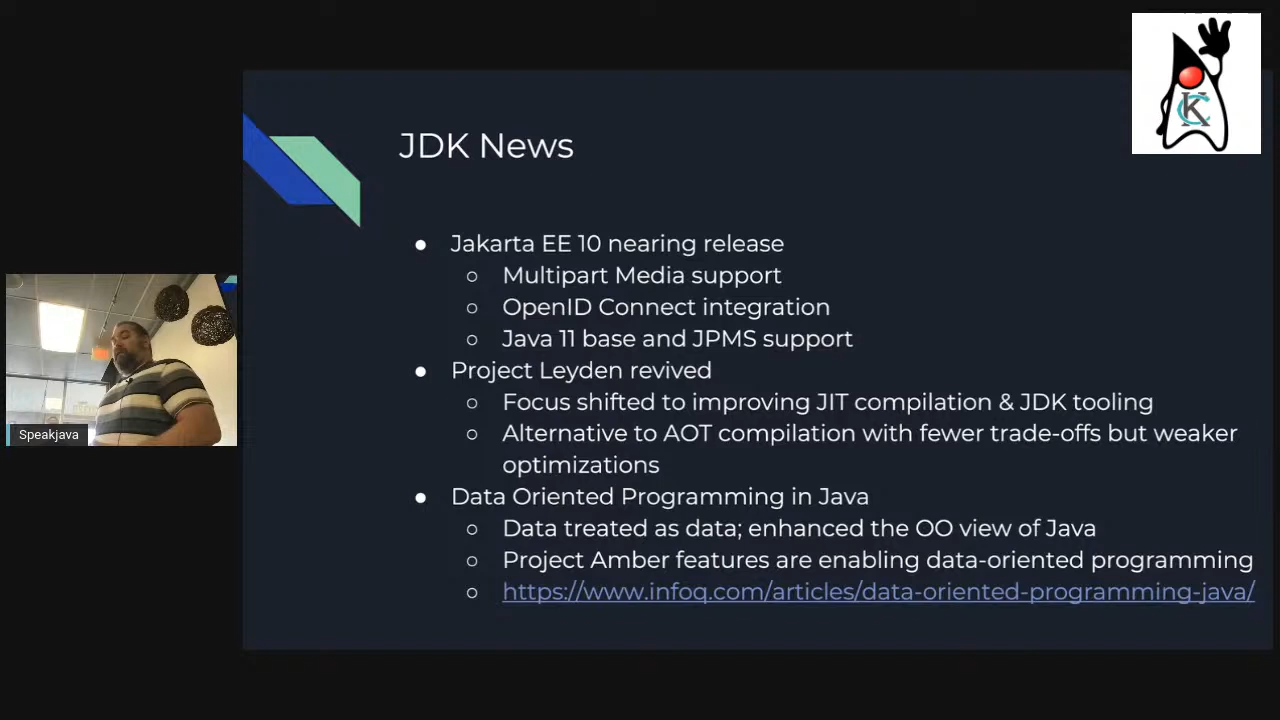 JDK News
● Jakarta EE 10 nearing release
○ Multipart Media support
○ OpenID Connect integration
○ Java 11 base and JPMS support
● Project Leyden revived
○ Focus shifted to improving JIT compilation & JDK tooling
○ Alternative to AOT compilation with fewer trade-offs but weaker
optimizations
● Data Oriented Programming in Java
○ Data treated as data; enhanced the OO view of Java
○ Project Amber features are enabling data-oriented programming
○ https://www.infoq.com/articles/data-oriented-programming-java/
Speakjava
KC